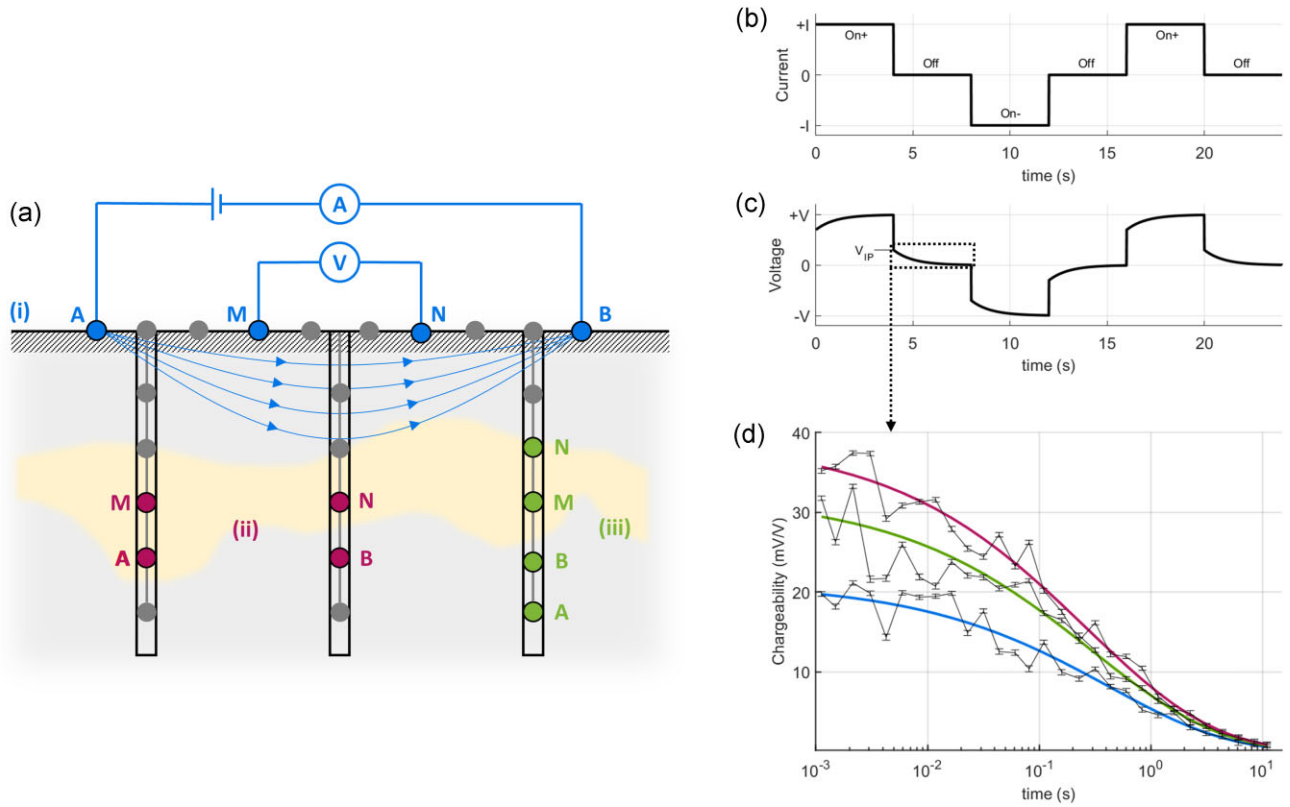 (a)
A
V
(i)
A
M
N
B
N
M
N
M
(ii)
(iii)
A
B
B
A
(b)
Current
+I
0
-I
On+
Off
On-
Off
On+
Off
0
5
10
15
20
time (s)
(c)
Voltage
+V
V_IP
0
-V
0
5
10
15
20
time (s)
(d)
Chargeability (mV/V)
40
30
20
10
10^-3
10^-2
10^-1
10^0
10^1
time (s)